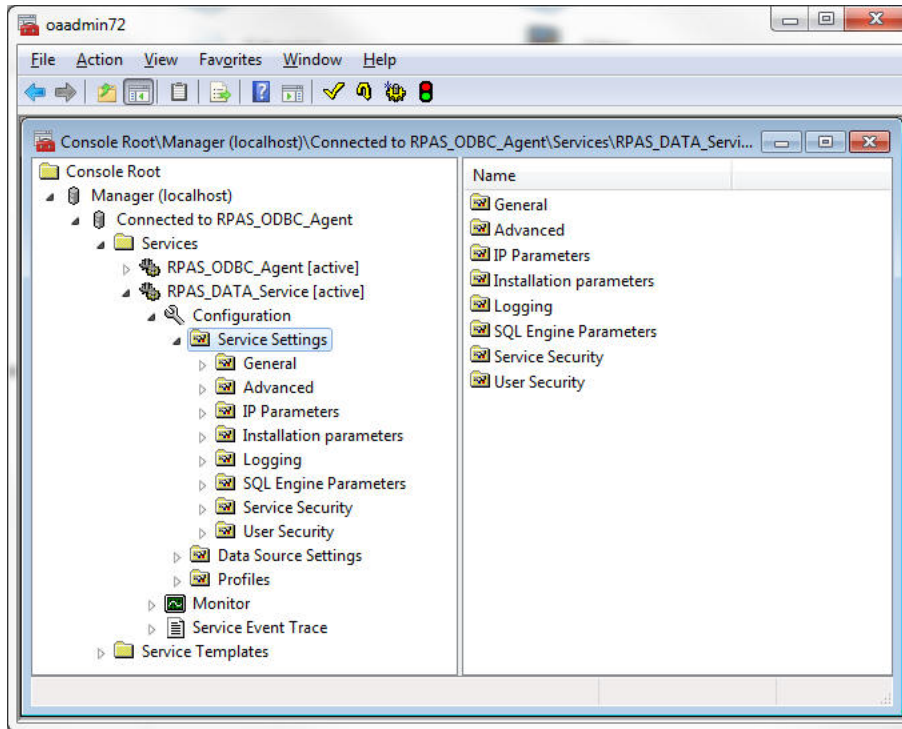 oaadmin72
File Action View Favorites Window Help
Console Root\Manager (localhost)\Connected to RPAS_ODBC_Agent\Services\RPAS_DATA_Servi...
Console Root
Manager (localhost)
Connected to RPAS_ODBC_Agent
Services
RPAS_ODBC_Agent [active]
RPAS_DATA_Service [active]
Configuration
Service Settings
General
Advanced
IP Parameters
Installation parameters
Logging
SQL Engine Parameters
Service Security
User Security
Data Source Settings
Profiles
Monitor
Service Event Trace
Service Templates
Name
General
Advanced
IP Parameters
Installation parameters
Logging
SQL Engine Parameters
Service Security
User Security